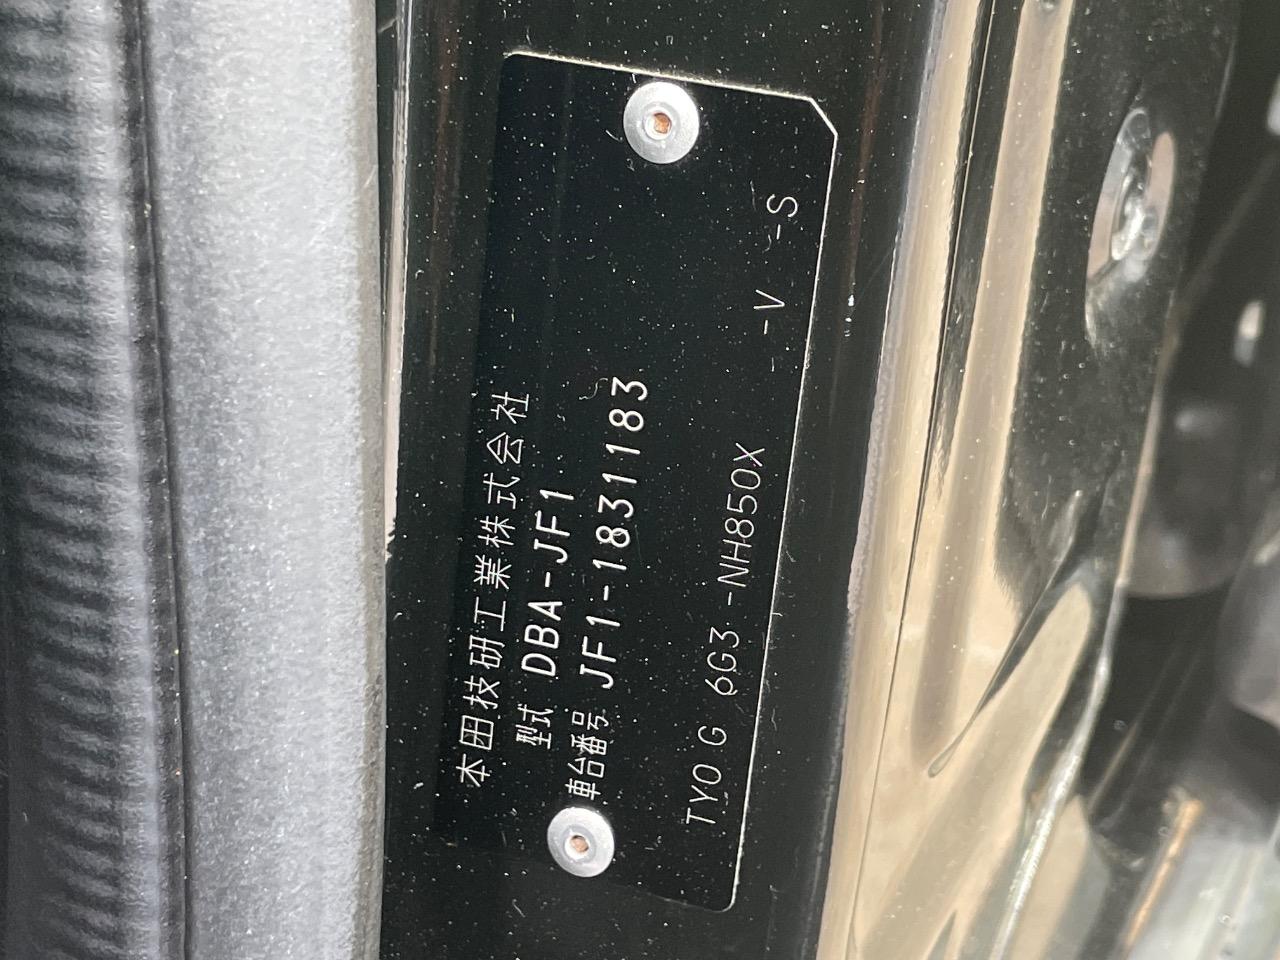 本田技研工業株式会社
型式 DBA-JF1
車台番号 JF1-1831183
TY0 G 6G3 -NH850X - -V -S